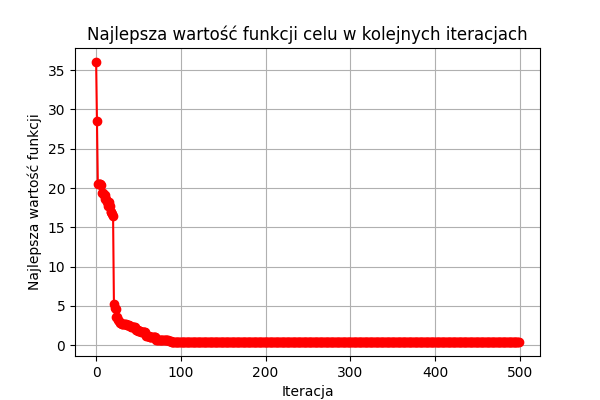 Najlepsza wartość funkcji celu w kolejnych iteracjach
Najlepsza wartość funkcji
35
30
25
20
15
10
5
0
0 100 200 300 400 500
Iteracja